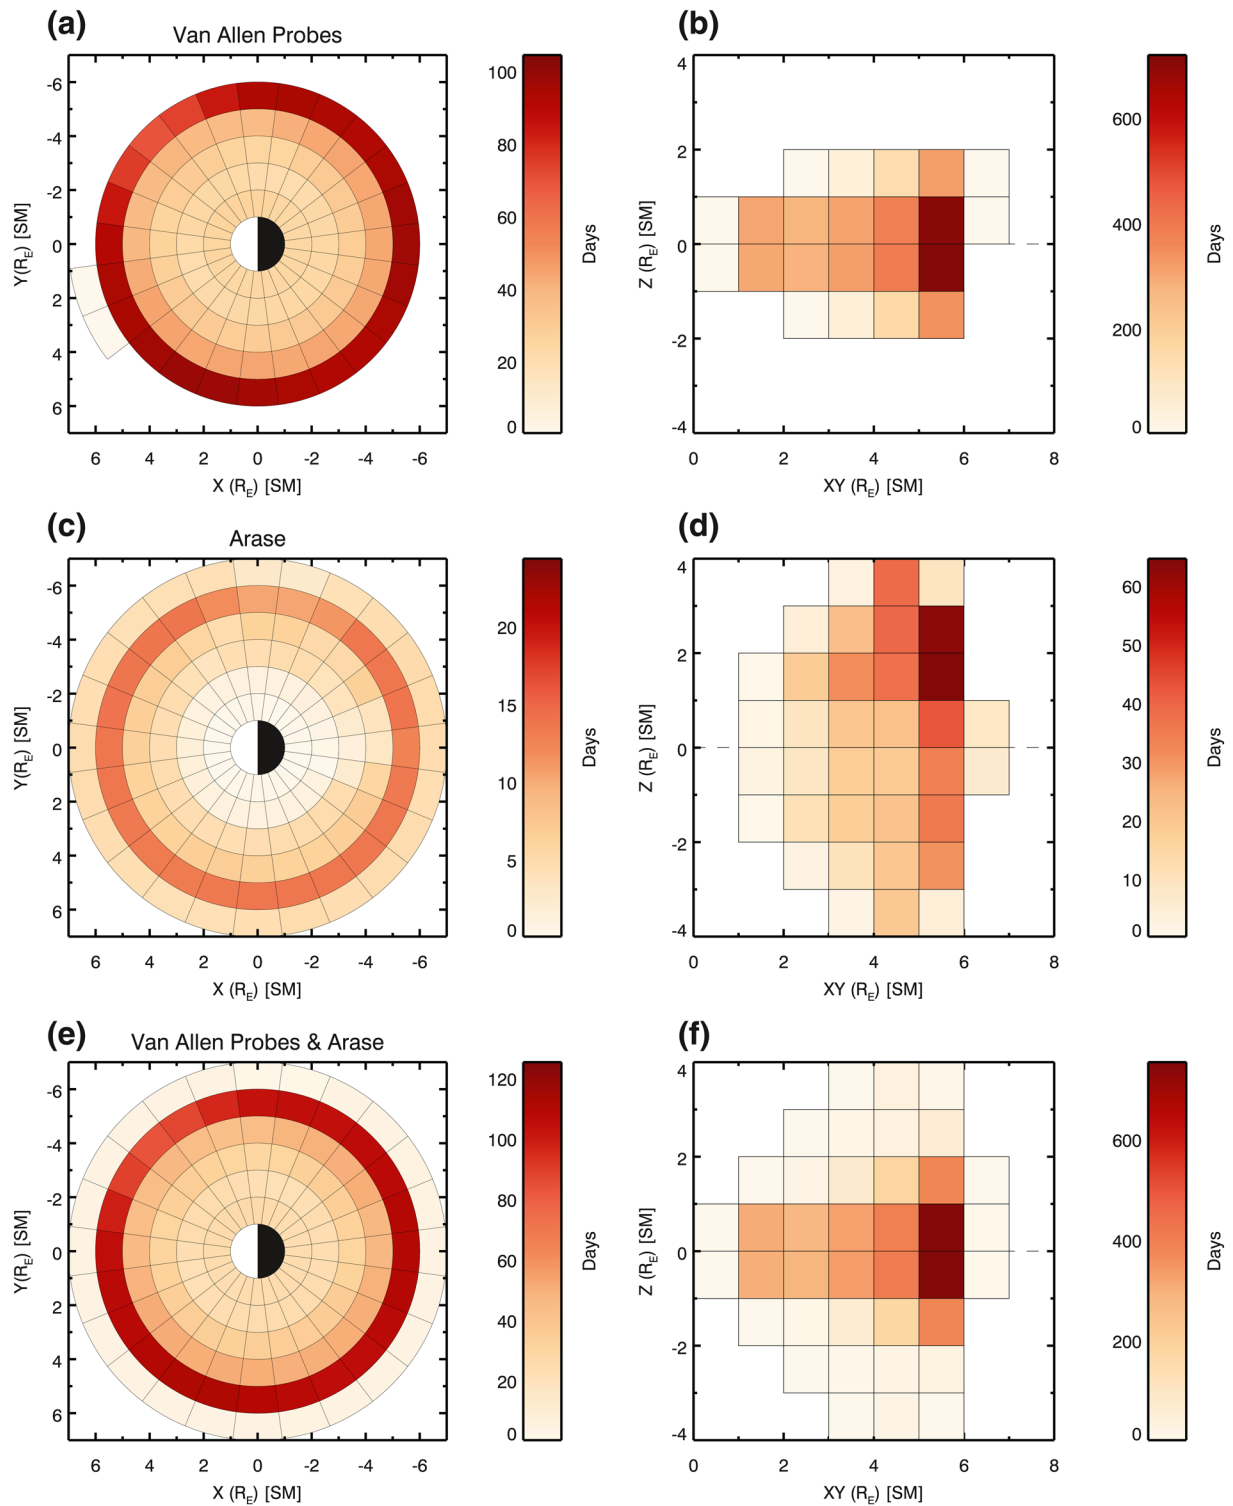 (a)
Van Allen Probes
-6
-4
-2
0
2
4
6
Y(RE) [SM]
6 4 2 0 -2 -4 -6
X (RE) [SM]
100
80
60
40
20
0
Days
(b)
4
2
0
-2
-4
Z (RE) [SM]
0 2 4 6 8
XY (RE) [SM]
600
400
200
0
Days
(c)
Arase
-6
-4
-2
0
2
4
6
Y(RE) [SM]
6 4 2 0 -2 -4 -6
X (RE) [SM]
20
15
10
5
0
Days
(d)
4
2
0
-2
-4
Z (RE) [SM]
0 2 4 6 8
XY (RE) [SM]
60
50
40
30
20
10
0
Days
(e)
Van Allen Probes & Arase
-6
-4
-2
0
2
4
6
Y(RE) [SM]
6 4 2 0 -2 -4 -6
X (RE) [SM]
120
100
80
60
40
20
0
Days
(f)
4
2
0
-2
-4
Z (RE) [SM]
0 2 4 6 8
XY (RE) [SM]
600
400
200
0
Days